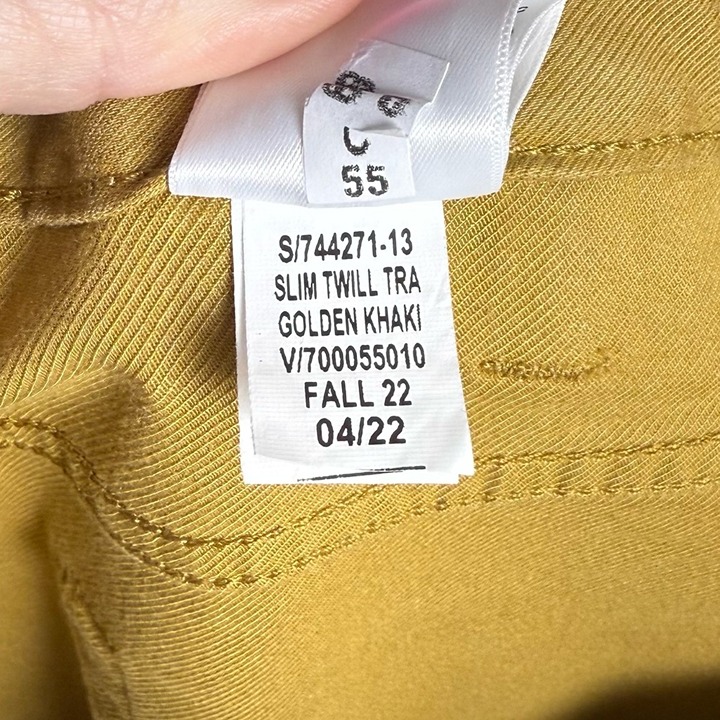 55
S/744271-13
SLIM TWILL TRA
GOLDEN KHAKI
V/700055010
FALL 22
04/22